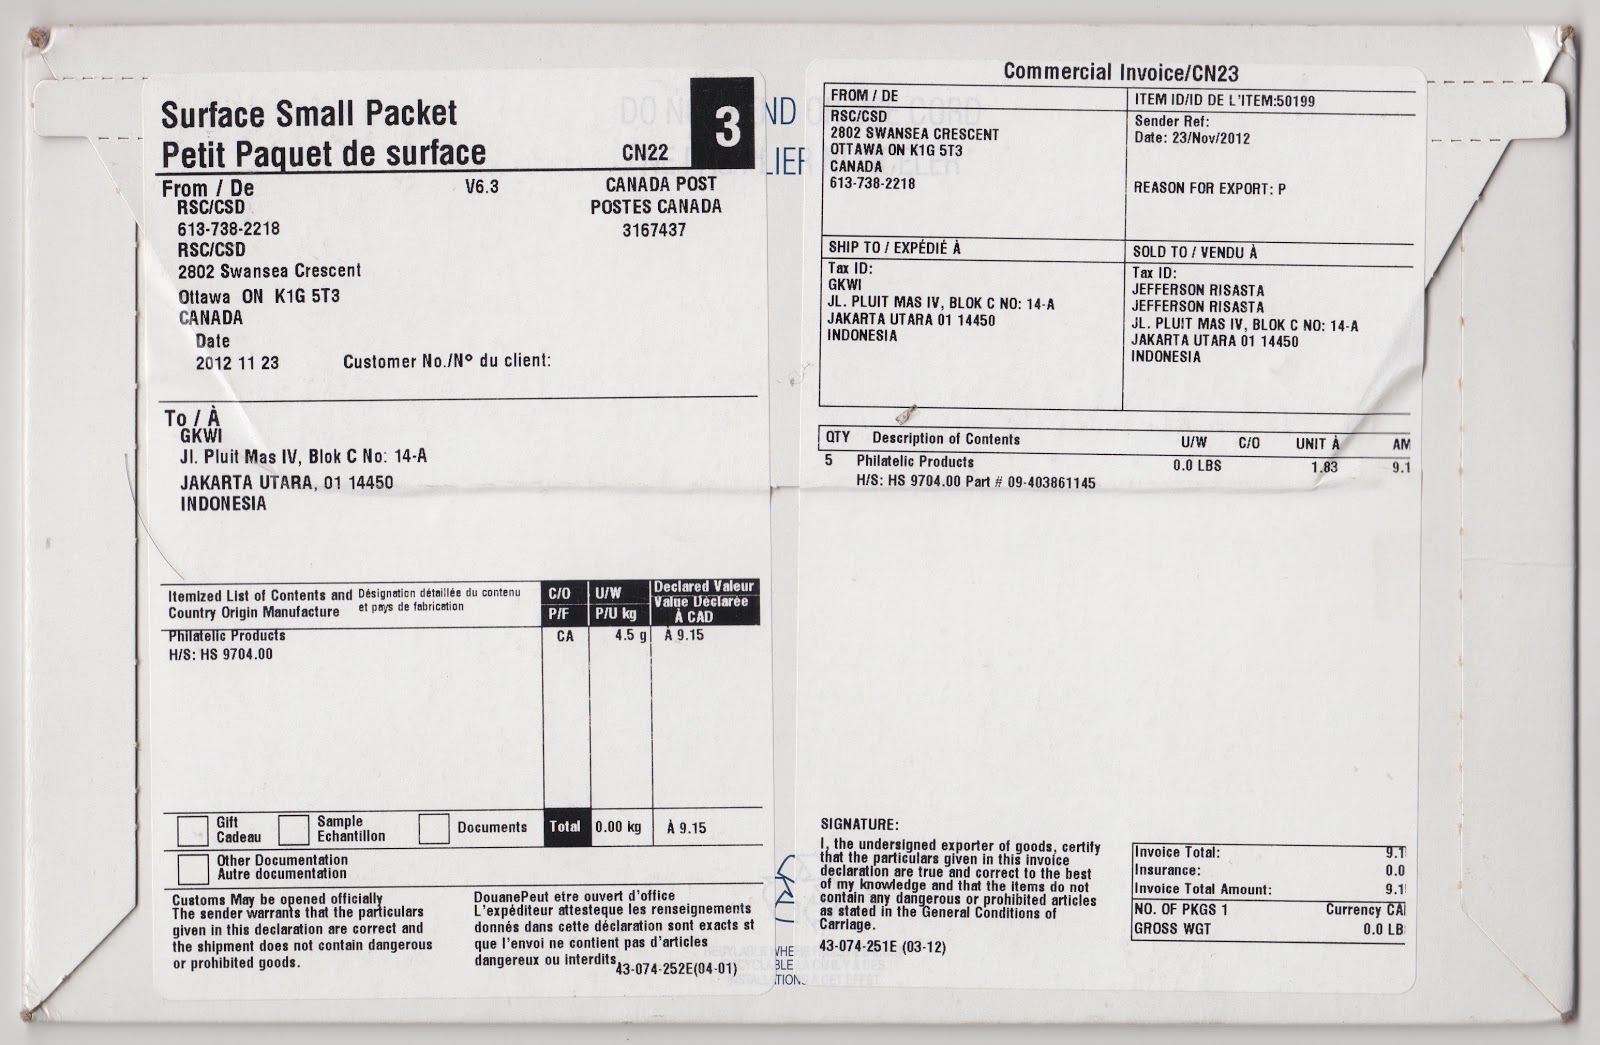 Surface Small Packet
Petit Paquet de surface
CN22
3
From / De
V6.3
CANADA POST
RSC/CSD
POSTES CANADA
613-738-2218
3167437
RSC/CSD
2802 Swansea Crescent
Ottawa ON K1G 5T3
CANADA
Date
2012 11 23
Customer No./Nº du client:
To / À
GKWI
Jl. Pluit Mas IV, Blok C No: 14-A
JAKARTA UTARA, 01 14450
INDONESIA
Itemized List of Contents and
Country Origin Manufacture
Désignation détaillée du contenu
et pays de fabrication
C/O
P/F
U/W
P/U kg
Declared Valeur
Value Déclarée
À CAD
Philatelic Products
CA
4.5 g
À 9.15
H/S: HS 9704.00
Gift
Cadeau
Sample
Echantillon
Documents
Total
0.00 kg
À 9.15
Other Documentation
Autre documentation
Customs May be opened officially
The sender warrants that the particulars
given in this declaration are correct and
the shipment does not contain dangerous
or prohibited goods.
DouanePeut etre ouvert d'office
L'expéditeur attesteque les renseignements
donnés dans cette déclaration sont exacts st
que l'envoi ne contient pas d'articles
dangereux ou interdits.
43-074-252E(04-01)
Commercial Invoice/CN23
FROM / DE
RSC/CSD
2802 SWANSEA CRESCENT
OTTAWA ON K1G 5T3
CANADA
613-738-2218
ITEM ID/ID DE L'ITEM:50199
Sender Ref:
Date: 23/Nov/2012
REASON FOR EXPORT: P
SHIP TO / EXPÉDIÉ À
Tax ID:
GKWI
JL. PLUIT MAS IV, BLOK C NO: 14-A
JAKARTA UTARA 01 14450
INDONESIA
SOLD TO / VENDU À
Tax ID:
JEFFERSON RISASTA
JEFFERSON RISASTA
JL. PLUIT MAS IV, BLOK C NO: 14-A
JAKARTA UTARA 01 14450
INDONESIA
QTY Description of Contents U/W C/O UNIT À AM
5 Philatelic Products 0.0 LBS 1.83 9.1
H/S: HS 9704.00 Part # 09-403861145
SIGNATURE:
I, the undersigned exporter of goods, certify
that the particulars given in this invoice
declaration are true and correct to the best
of my knowledge and that the items do not
contain any dangerous or prohibited articles
as stated in the General Conditions of
Carriage.
43-074-251E (03-12)
Invoice Total: 9.1
Insurance: 0.0
Invoice Total Amount: 9.1
NO. OF PKGS 1 Currency CA
GROSS WGT 0.0 LB